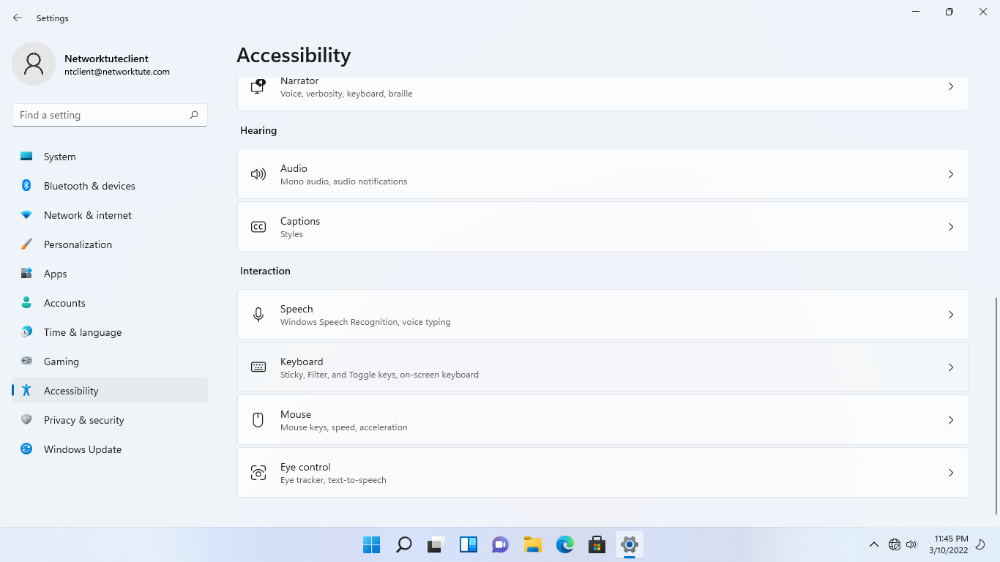 Settings
Networktuteclient
ntclient@networktute.com
Find a setting
System
Bluetooth & devices
Network & internet
Personalization
Apps
Accounts
Time & language
Gaming
Accessibility
Privacy & security
Windows Update
Accessibility
Narrator
Voice, verbosity, keyboard, braille
Hearing
Audio
Mono audio, audio notifications
Captions
Styles
Interaction
Speech
Windows Speech Recognition, voice typing
Keyboard
Sticky, Filter, and Toggle keys, on-screen keyboard
Mouse
Mouse keys, speed, acceleration
Eye control
Eye tracker, text-to-speech
11:45 PM
3/10/2022